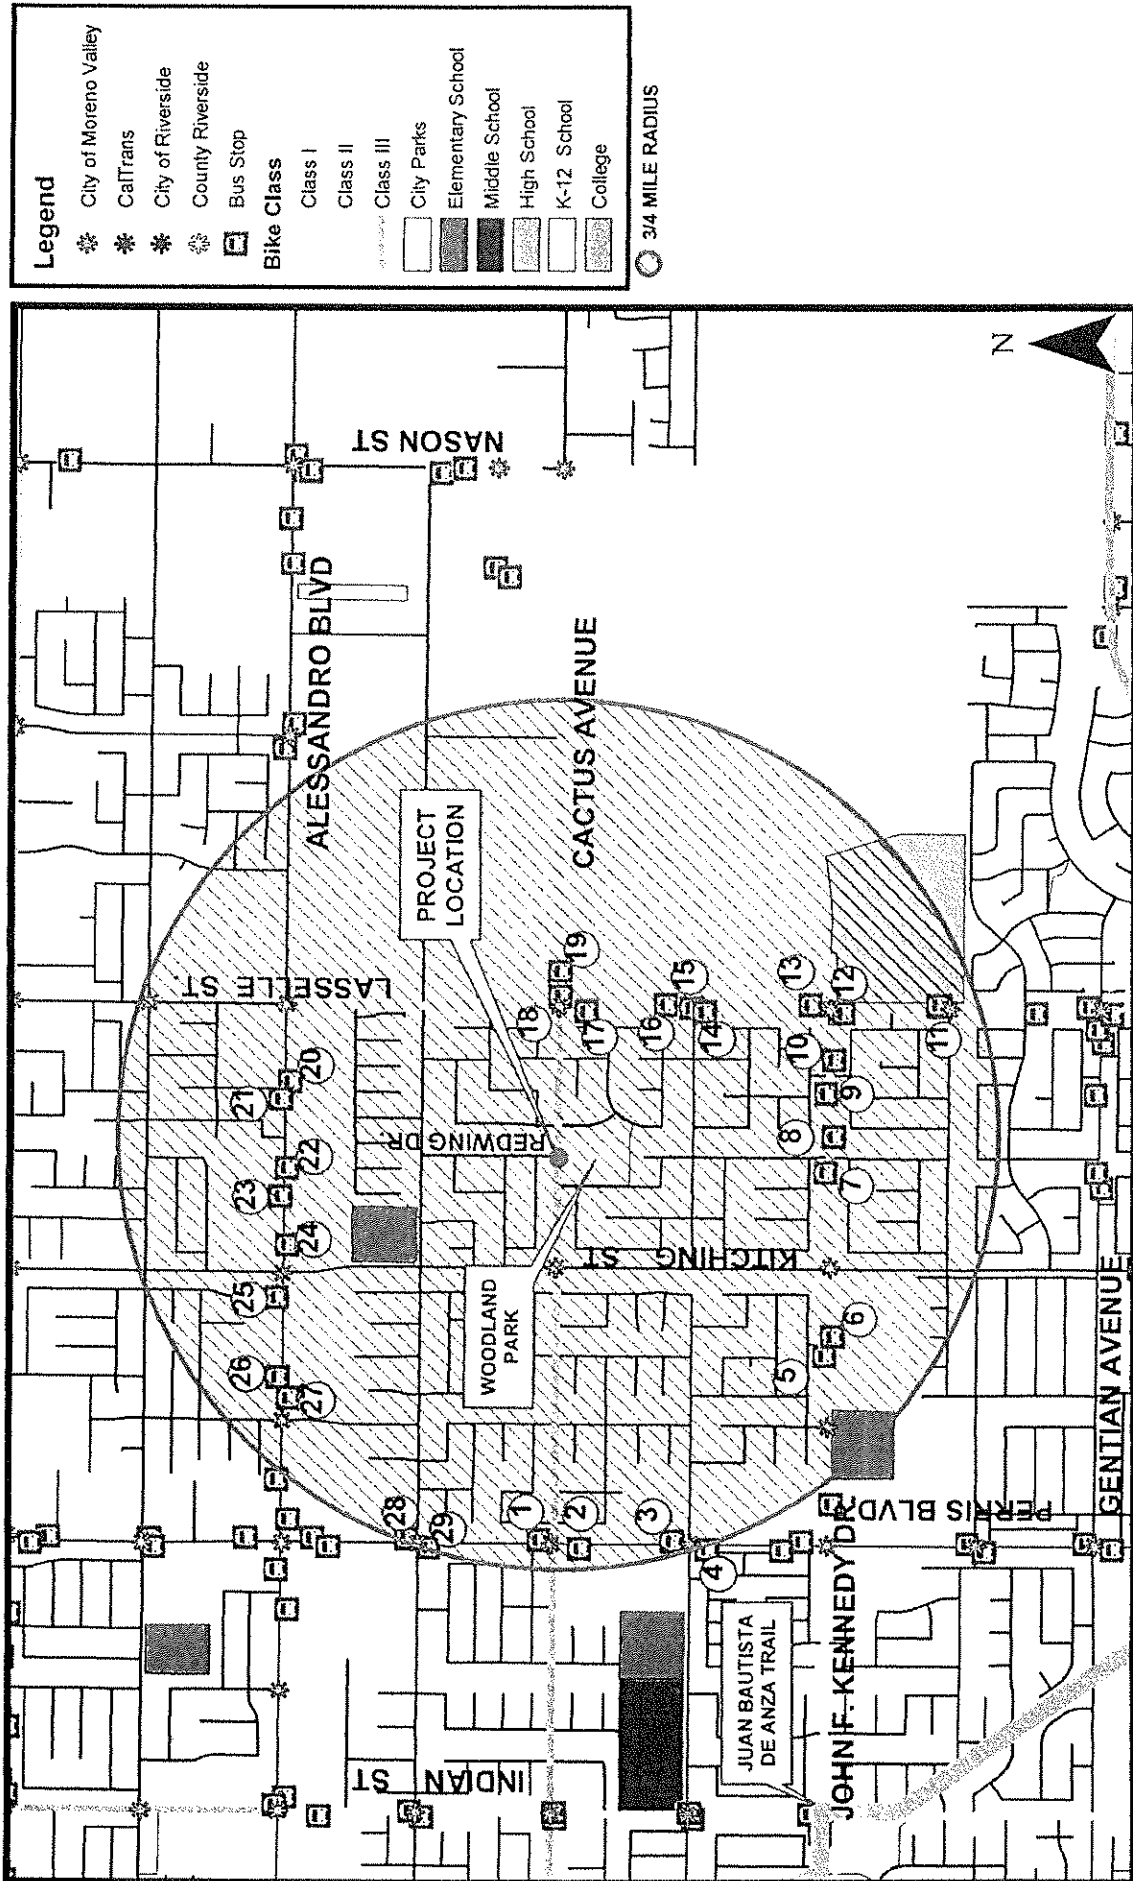 Legend
City of Moreno Valley
CalTrans
City of Riverside
County Riverside
Bus Stop
Bike Class
Class I
Class II
Class III
City Parks
Elementary School
Middle School
High School
K-12 School
College
3/4 MILE RADIUS
N
NASON ST
ALESSANDRO BLVD
CACTUS AVENUE
PROJECT
LOCATION
LASSELLE ST.
REDWING DR.
WOODLAND
PARK
KITCHING ST
PERRIS BLVD.
GENTIAN AVENUE
JOHN F. KENNEDY DR.
JUAN BAUTISTA
DE ANZA TRAIL
INDIAN ST
1
2
3
4
5
6
7
8
9
10
11
12
13
14
15
16
17
18
19
20
21
22
23
24
25
26
27
28
29